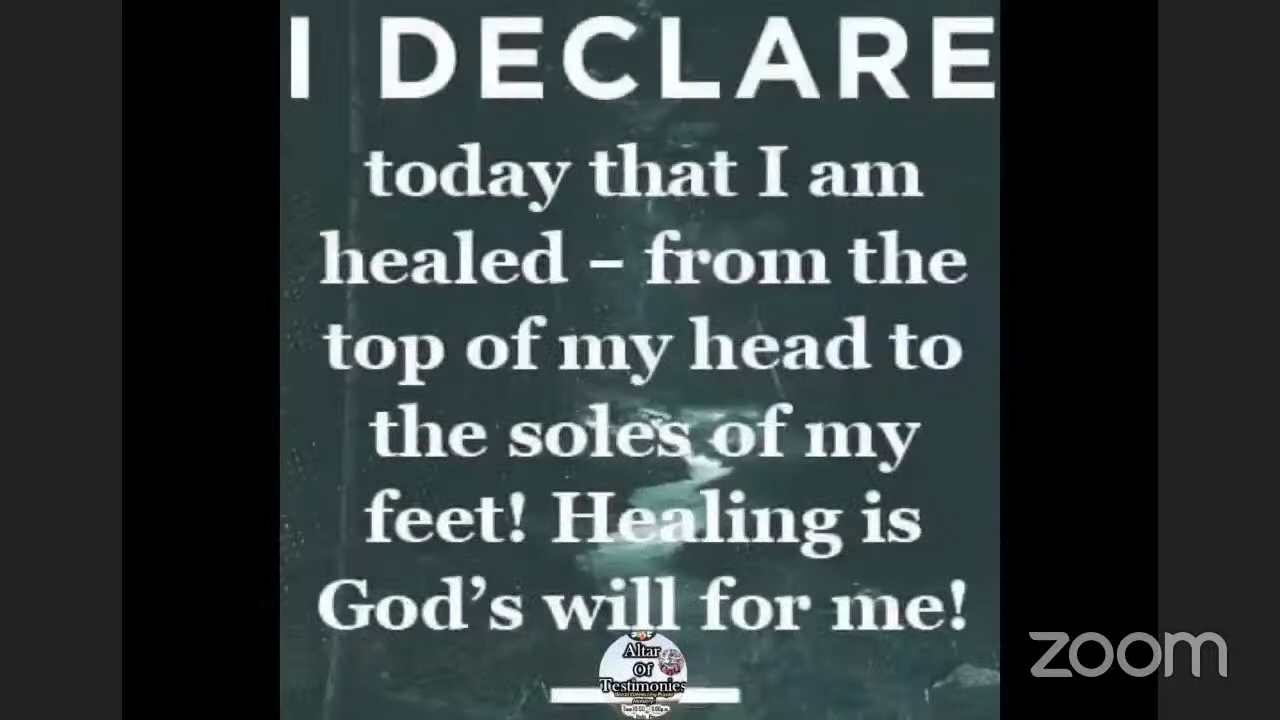 I DECLARE
today that I am
healed – from the
top of my head to
the soles of my
feet! Healing is
God’s will for me!
Altar
Of
Testimonies
zoom